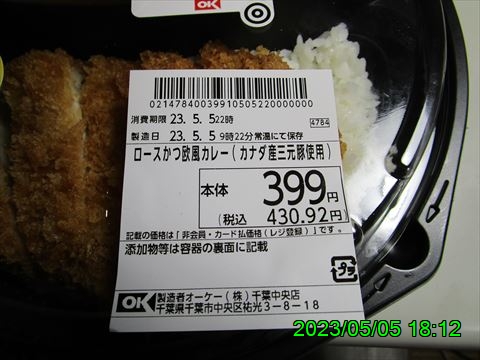 OK
0214784003991050522000000​0
消費期限 23. 5. 5 22時
4784
製造日 23. 5. 5 9時22分 常温にて保存
ロースかつ欧風カレー(カナダ産三元豚使用)
本体 399円
(税込) 430.92円
記載の価格は「非会員・カード払価格(レジ登録)」です。
添加物等は容器の裏面に記載
プラ
OK 製造者オーケー(株)千葉中央店
千葉県千葉市中央区祐光3-8-18
2023/05/05 18:12